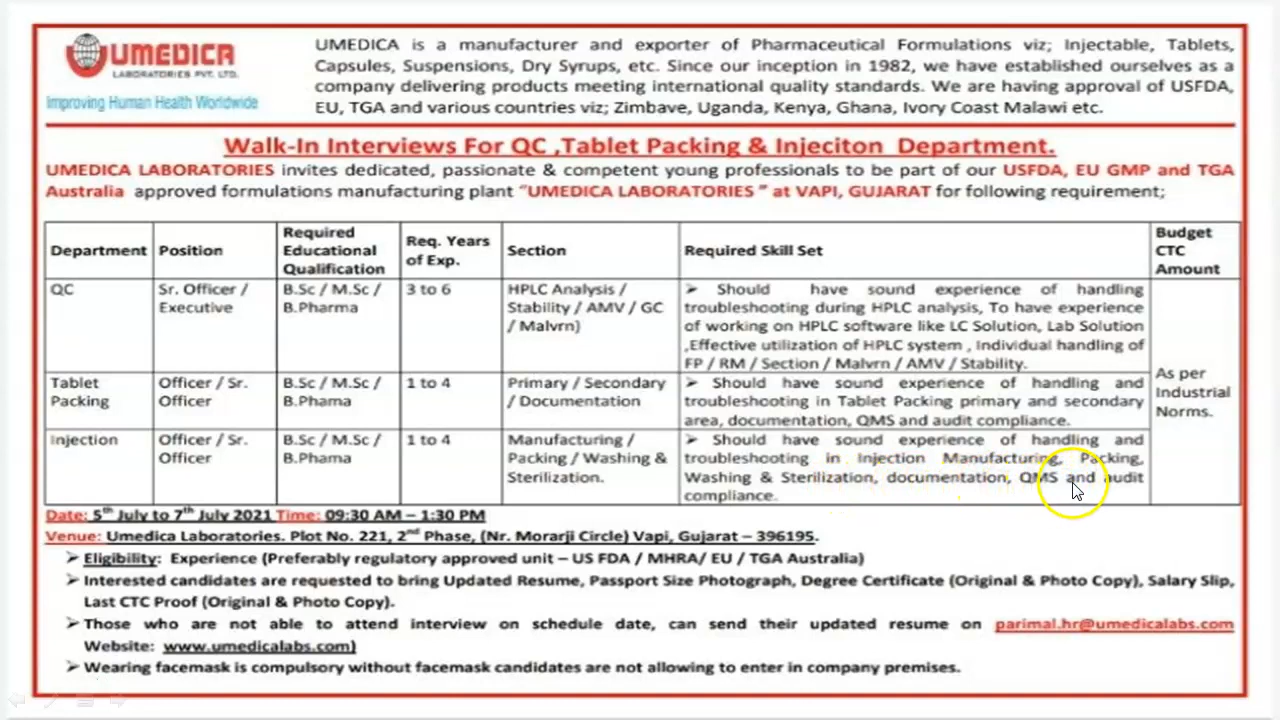 UMEDICA
LABORATORIES PVT. LTD.
Improving Human Health Worldwide
UMEDICA is a manufacturer and exporter of Pharmaceutical Formulations viz; Injectable, Tablets,
Capsules, Suspensions, Dry Syrups, etc. Since our inception in 1982, we have established ourselves as a
company delivering products meeting international quality standards. We are having approval of USFDA,
EU, TGA and various countries viz; Zimbave, Uganda, Kenya, Ghana, Ivory Coast Malawi etc.
Walk-In Interviews For QC ,Tablet Packing & Injeciton Department.
UMEDICA LABORATORIES invites dedicated, passionate & competent young professionals to be part of our USFDA, EU GMP and TGA
Australia approved formulations manufacturing plant "UMEDICA LABORATORIES " at VAPI, GUJARAT for following requirement;
Department
Position
Required
Educational
Qualification
Req. Years
of Exp.
Section
Required Skill Set
Budget
CTC
Amount
QC
Sr. Officer /
Executive
B.Sc / M.Sc /
B.Pharma
3 to 6
HPLC Analysis /
Stability / AMV / GC
/ Malvrn)
➢ Should have sound experience of handling
troubleshooting during HPLC analysis, To have experience
of working on HPLC software like LC Solution, Lab Solution
,Effective utilization of HPLC system , Individual handling of
FP / RM / Section / Malvrn / AMV / Stability.
As per
Industrial
Norms.
Tablet
Packing
Officer / Sr.
Officer
B.Sc / M.Sc /
B.Phama
1 to 4
Primary / Secondary
/ Documentation
➢ Should have sound experience of handling and
troubleshooting in Tablet Packing primary and secondary
area, documentation, QMS and audit compliance.
Injection
Officer / Sr.
Officer
B.Sc / M.Sc /
B.Phama
1 to 4
Manufacturing /
Packing / Washing &
Sterilization.
➢ Should have sound experience of handling and
troubleshooting in Injection Manufacturing, Packing,
Washing & Sterilization, documentation, QMS and audit
compliance.
Date: 5th July to 7th July 2021 Time: 09:30 AM – 1:30 PM
Venue: Umedica Laboratories. Plot No. 221, 2nd Phase, (Nr. Morarji Circle) Vapi, Gujarat – 396195.
➢ Eligibility: Experience (Preferably regulatory approved unit – US FDA / MHRA/ EU / TGA Australia)
➢ Interested candidates are requested to bring Updated Resume, Passport Size Photograph, Degree Certificate (Original & Photo Copy), Salary Slip,
Last CTC Proof (Original & Photo Copy).
➢ Those who are not able to attend interview on schedule date, can send their updated resume on parimal.hr@umedicalabs.com
Website: www.umedicalabs.com)
➢ Wearing facemask is compulsory without facemask candidates are not allowing to enter in company premises.